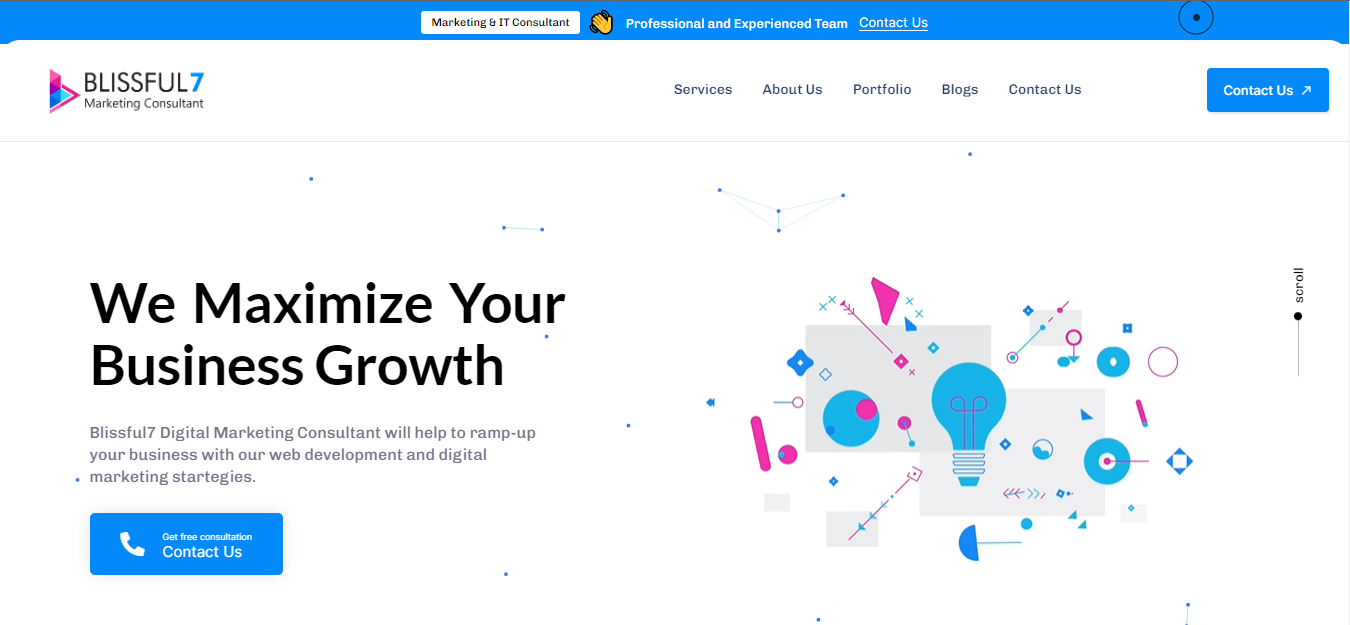 Marketing & IT Consultant Professional and Experienced Team Contact Us
BLISSFUL7
Marketing Consultant
Services About Us Portfolio Blogs Contact Us
Contact Us
scroll
We Maximize Your
Business Growth
Blissful7 Digital Marketing Consultant will help to ramp-up
your business with our web development and digital
marketing startegies.
Get free consultation
Contact Us